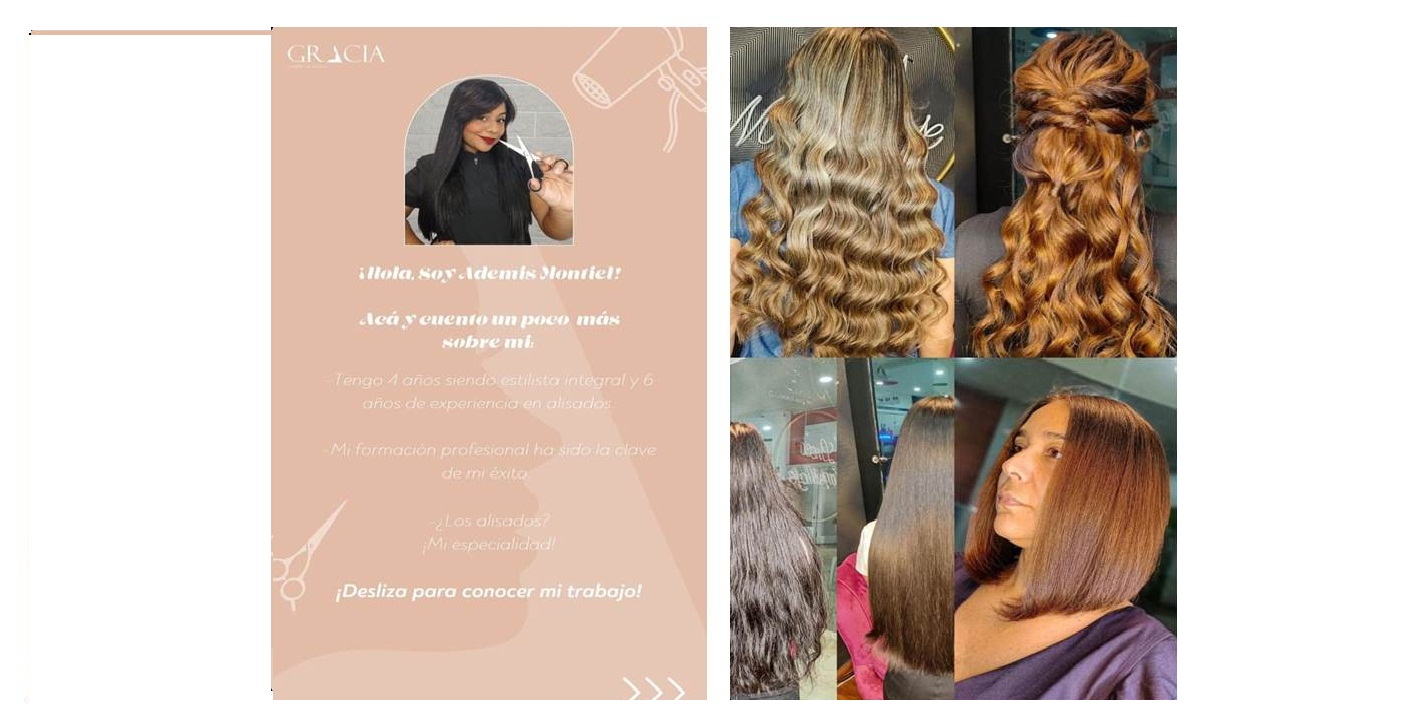 GRACIA
¡Hola, Soy Ademis Montiel!
Acá y cuento un poco más
sobre mi:
-Tengo 4 años siendo estilista integral y 6
años de experiencia en alisados
-Mi formación profesional ha sido la clave
de mi éxito
-¿Los alisados?
¡Mi especialidad!
¡Desliza para conocer mi trabajo!